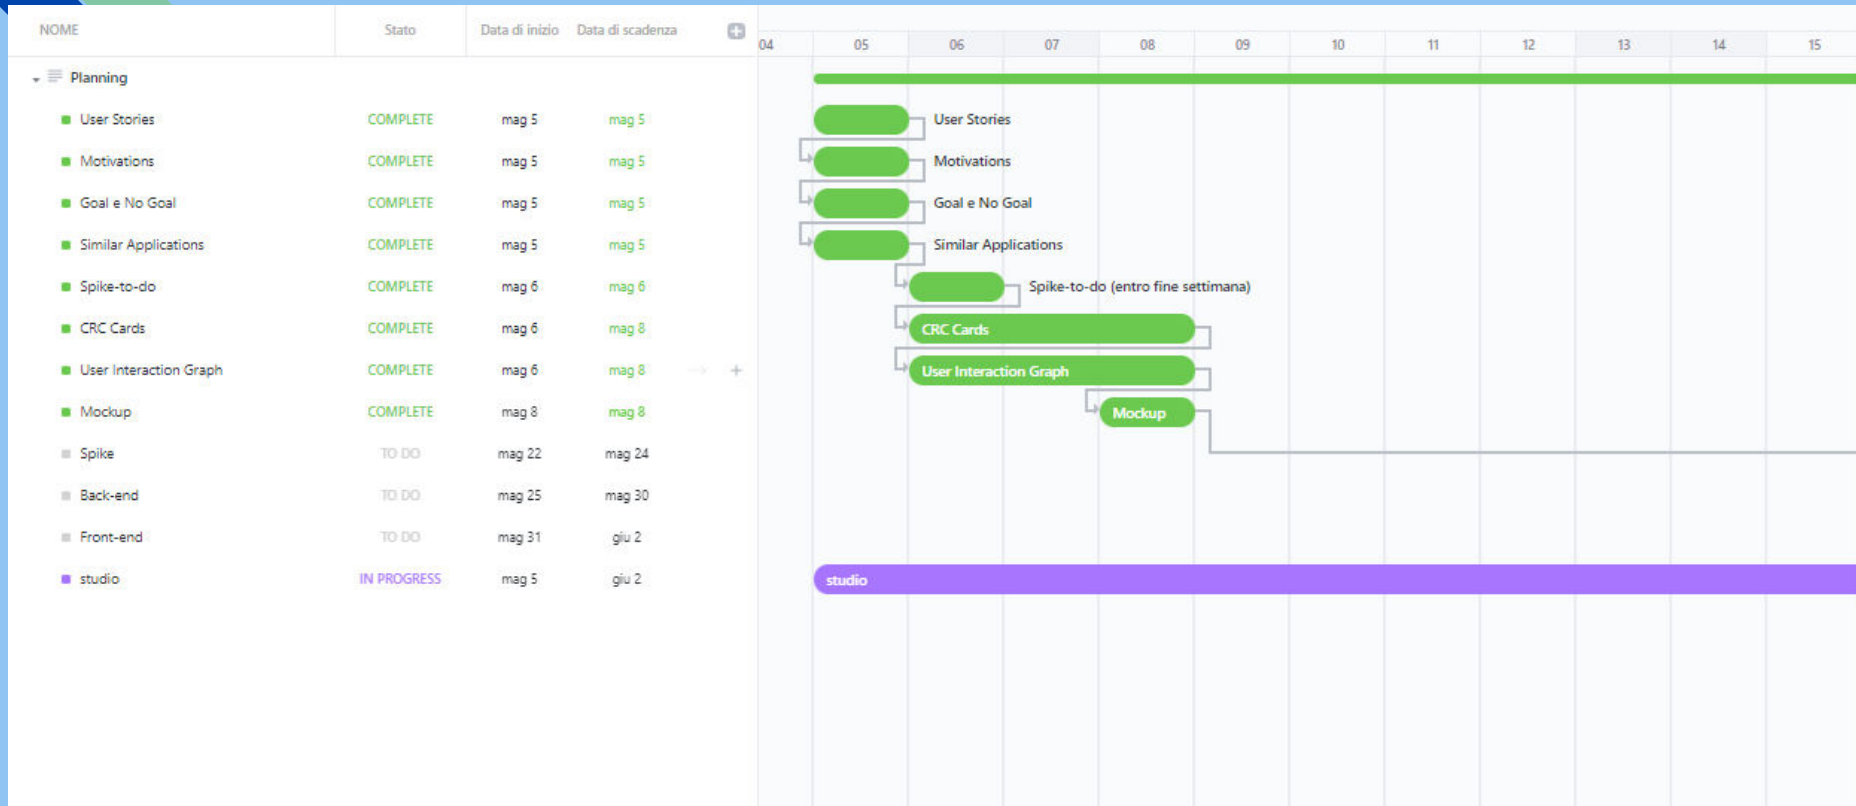 NOME Stato Data di inizio Data di scadenza
04 05 06 07 08 09 10 11 12 13 14 15
Planning
User Stories COMPLETE mag 5 mag 5 User Stories
Motivations COMPLETE mag 5 mag 5 Motivations
Goal e No Goal COMPLETE mag 5 mag 5 Goal e No Goal
Similar Applications COMPLETE mag 5 mag 5 Similar Applications
Spike-to-do COMPLETE mag 6 mag 6 Spike-to-do (entro fine settimana)
CRC Cards COMPLETE mag 6 mag 8 CRC Cards
User Interaction Graph COMPLETE mag 6 mag 8 User Interaction Graph
Mockup COMPLETE mag 8 mag 8 Mockup
Spike TO DO mag 22 mag 24
Back-end TO DO mag 25 mag 30
Front-end TO DO mag 31 giu 2
studio IN PROGRESS mag 5 giu 2 studio